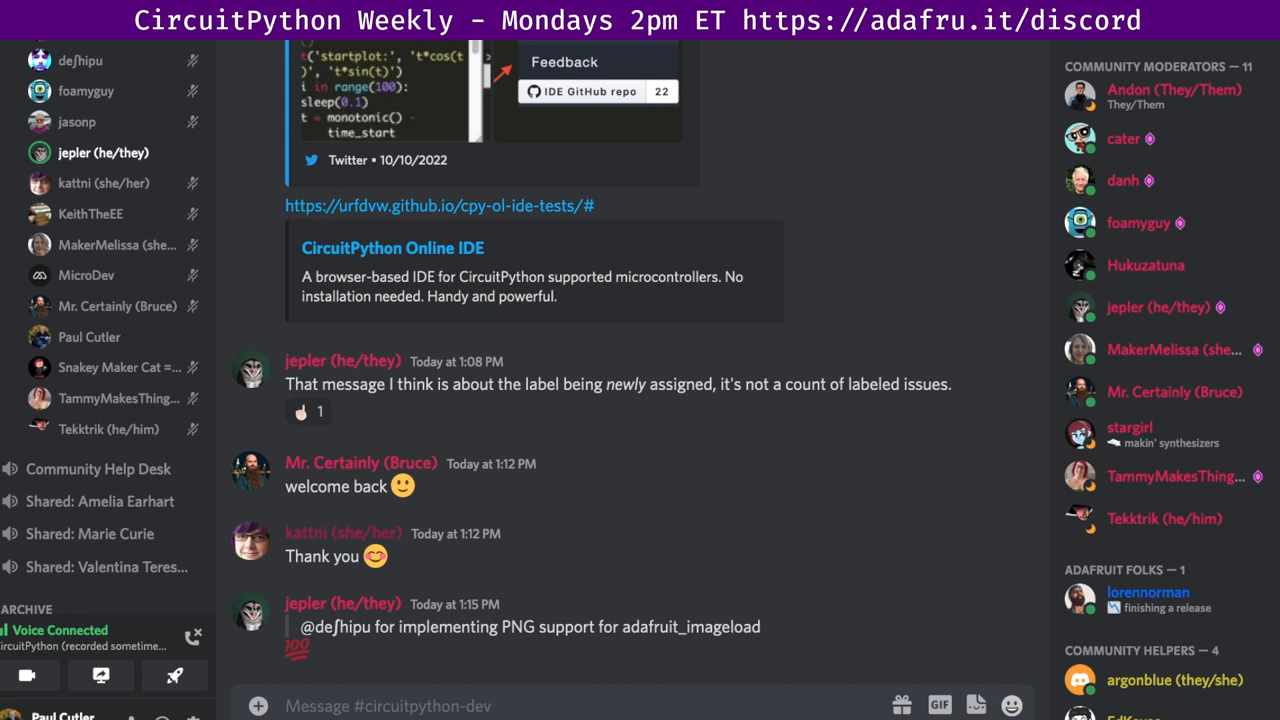 CircuitPython Weekly - Mondays 2pm ET https://adafru.it/discord
de∫hipu
foamyguy
jasonp
jepler (he/they)
kattni (she/her)
KeithTheEE
MakerMelissa (she...
MicroDev
Mr. Certainly (Bruce)
Paul Cutler
Snakey Maker Cat =...
TammyMakesThing...
Tekktrik (he/him)
Community Help Desk
Shared: Amelia Earhart
Shared: Marie Curie
Shared: Valentina Teres...
ARCHIVE
Voice Connected
CircuitPython (recorded sometime...
Paul Cutler
t('startplot:', 't*cos(t
)', 't*sin(t)')
i in range(100):
sleep(0.1)
t = monotonic() -
time_start
Feedback
IDE GitHub repo 22
Twitter • 10/10/2022
https://urfdvw.github.io/cpy-ol-ide-tests/#
CircuitPython Online IDE
A browser-based IDE for CircuitPython supported microcontrollers. No
installation needed. Handy and powerful.
jepler (he/they) Today at 1:08 PM
That message I think is about the label being newly assigned, it's not a count of labeled issues.
1
Mr. Certainly (Bruce) Today at 1:12 PM
welcome back
kattni (she/her) Today at 1:12 PM
Thank you
jepler (he/they) Today at 1:15 PM
@de∫hipu for implementing PNG support for adafruit_imageload
100
Message #circuitpython-dev
GIF
COMMUNITY MODERATORS — 11
Andon (They/Them)
They/Them
cater
danh
foamyguy
Hukuzatuna
jepler (he/they)
MakerMelissa (she...
Mr. Certainly (Bruce)
stargirl
makin' synthesizers
TammyMakesThing...
Tekktrik (he/him)
ADAFRUIT FOLKS — 1
lorennorman
finishing a release
COMMUNITY HELPERS — 4
argonblue (they/she)